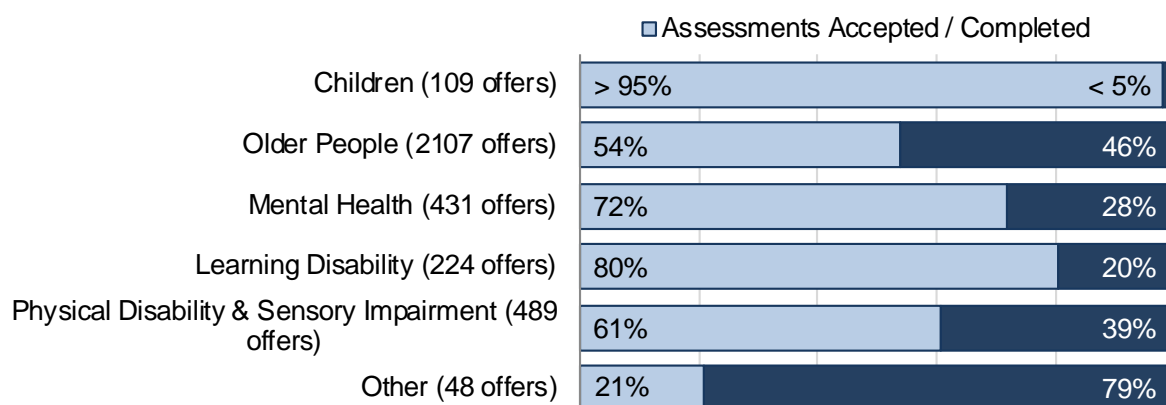 Assessments Accepted / Completed
Children (109 offers) > 95% < 5%
Older People (2107 offers) 54% 46%
Mental Health (431 offers) 72% 28%
Learning Disability (224 offers) 80% 20%
Physical Disability & Sensory Impairment (489
offers) 61% 39%
Other (48 offers) 21% 79%